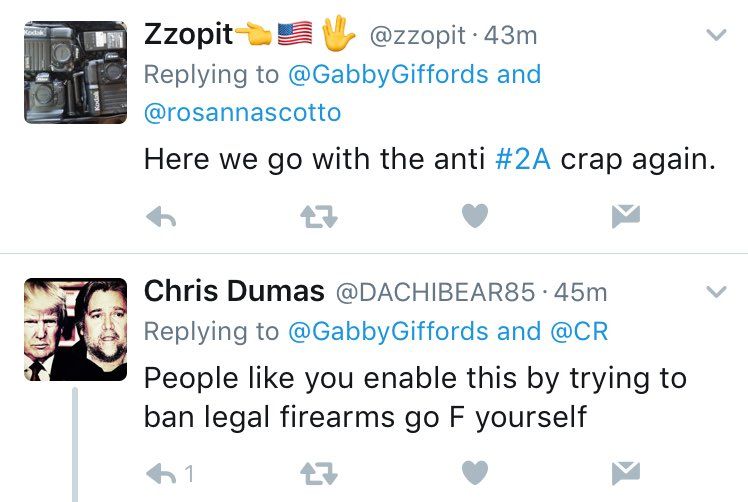 Zzopit👈🇺🇸🖖 @zzopit · 43m
Replying to @GabbyGiffords and
@rosannascotto
Here we go with the anti #2A crap again.
Chris Dumas @DACHIBEAR85 · 45m
Replying to @GabbyGiffords and @CR
People like you enable this by trying to
ban legal firearms go F yourself
1